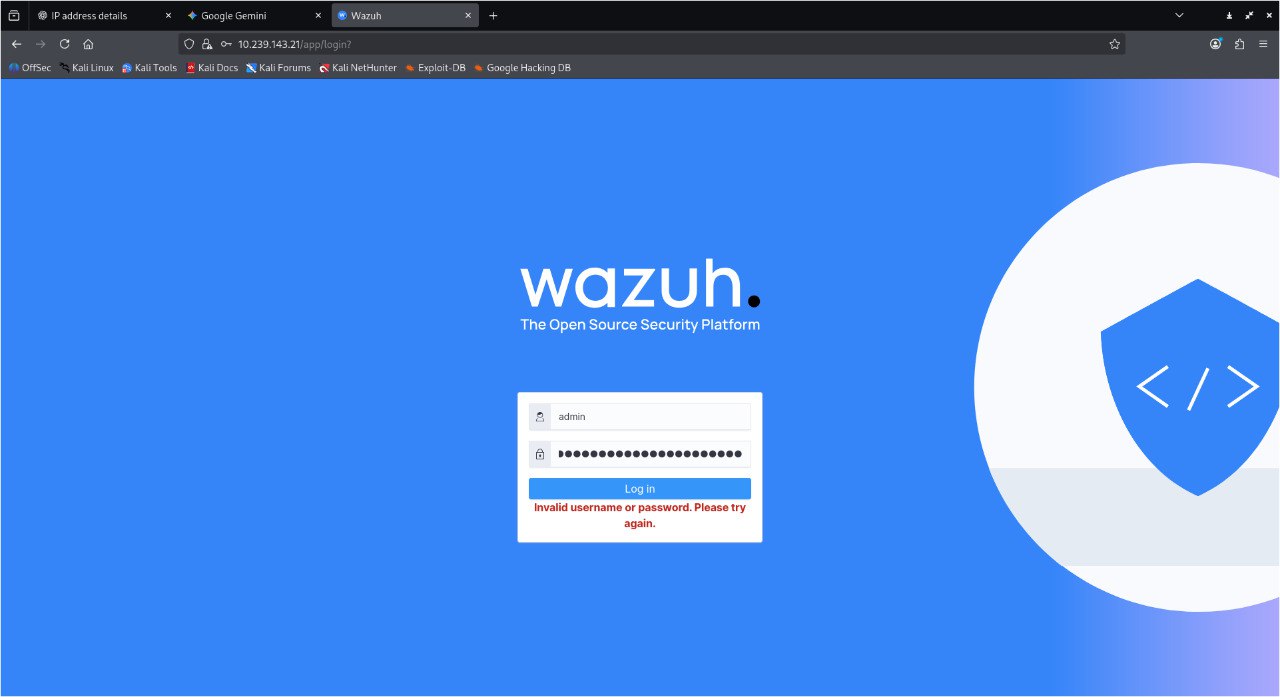 IP address details
Google Gemini
Wazuh
10.239.143.21/app/login?
OffSec Kali Linux Kali Tools Kali Docs Kali Forums Kali NetHunter Exploit-DB Google Hacking DB
wazuh.
The Open Source Security Platform
admin
Log in
Invalid username or password. Please try
again.